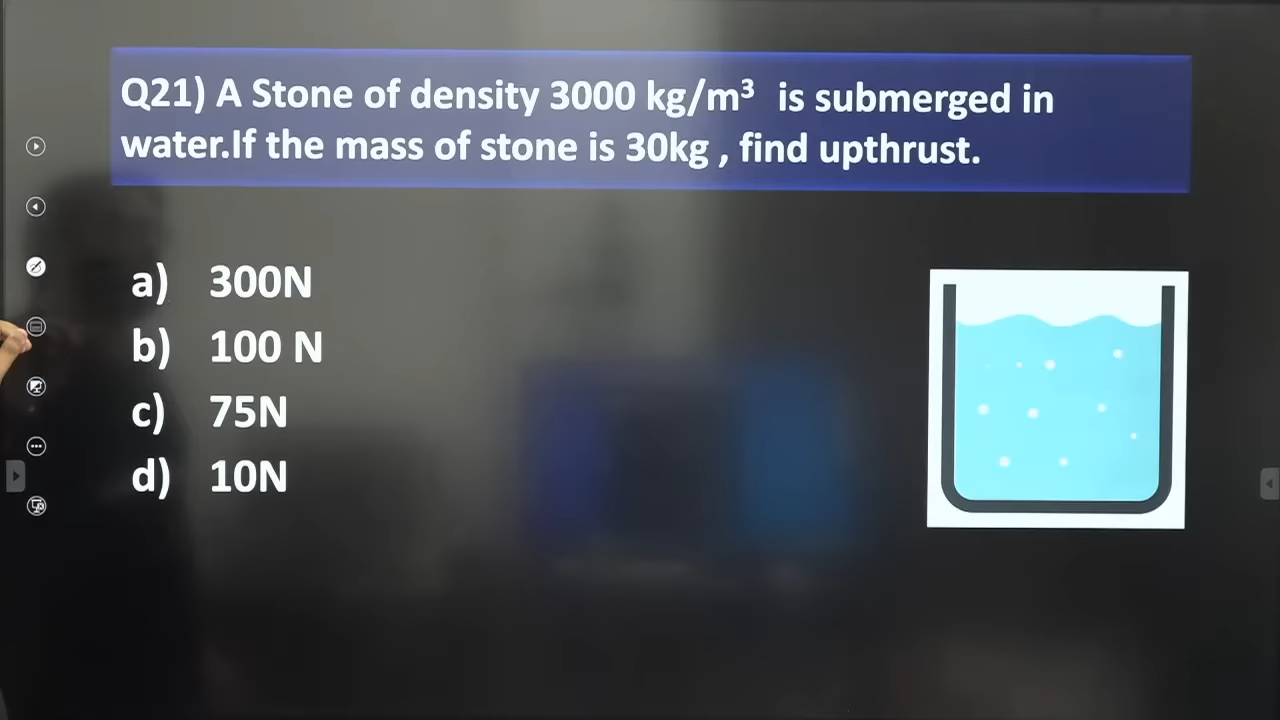 Q21) A Stone of density 3000 kg/m³ is submerged in
water.If the mass of stone is 30kg , find upthrust.
a) 300N
b) 100 N
c) 75N
d) 10N